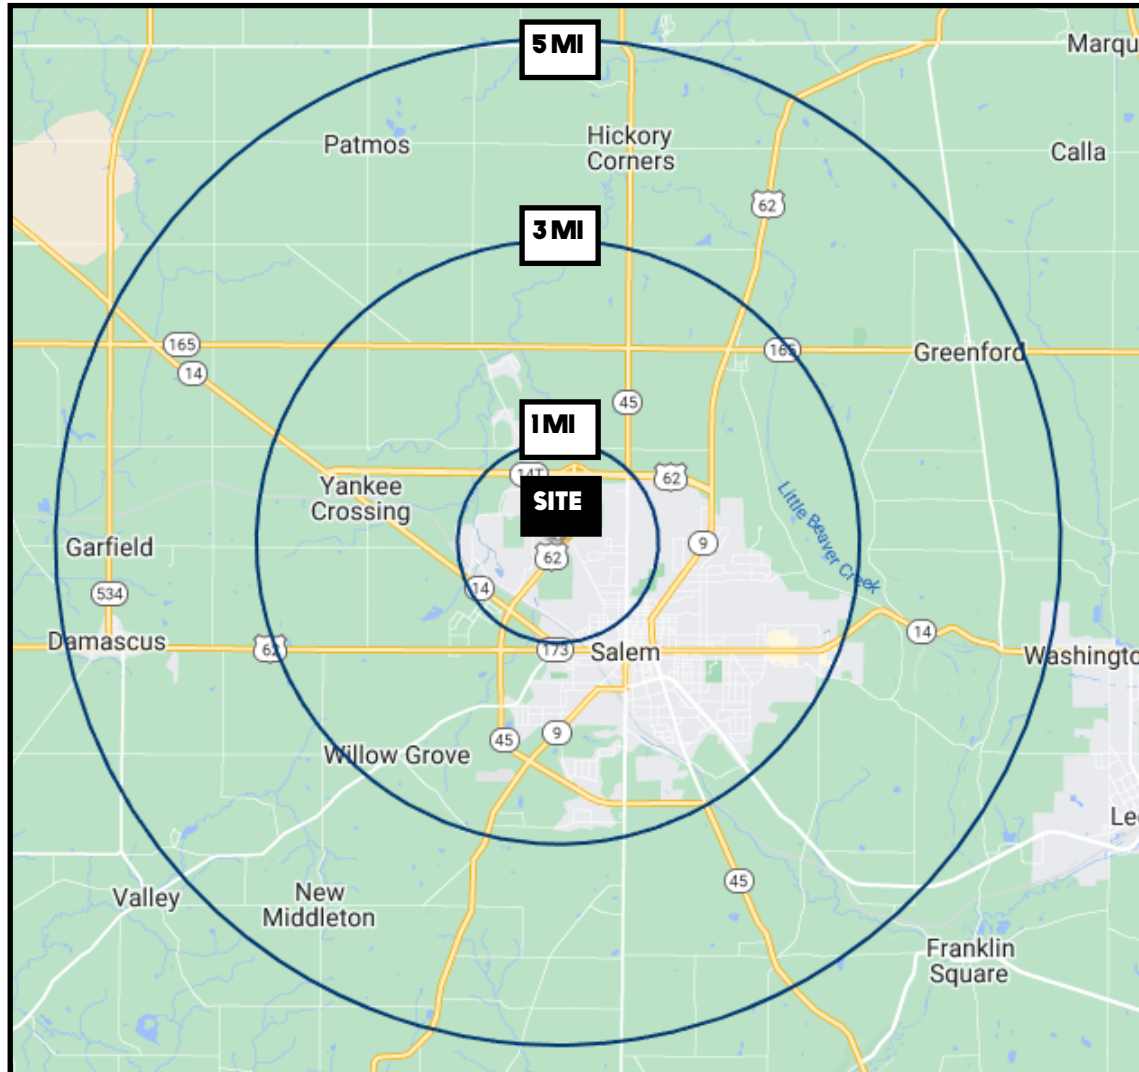 5 MI
Marqu
Patmos
Hickory
Corners
Calla
62
3 MI
165
165
Greenford
14
45
1 MI
14T
62
Yankee
Crossing
SITE
Little Beaver Creek
Garfield
62
9
534
14
14
Damascus
62
173
Salem
Washingto
45
9
Willow Grove
Lee
45
Valley
New
Middleton
Franklin
Square